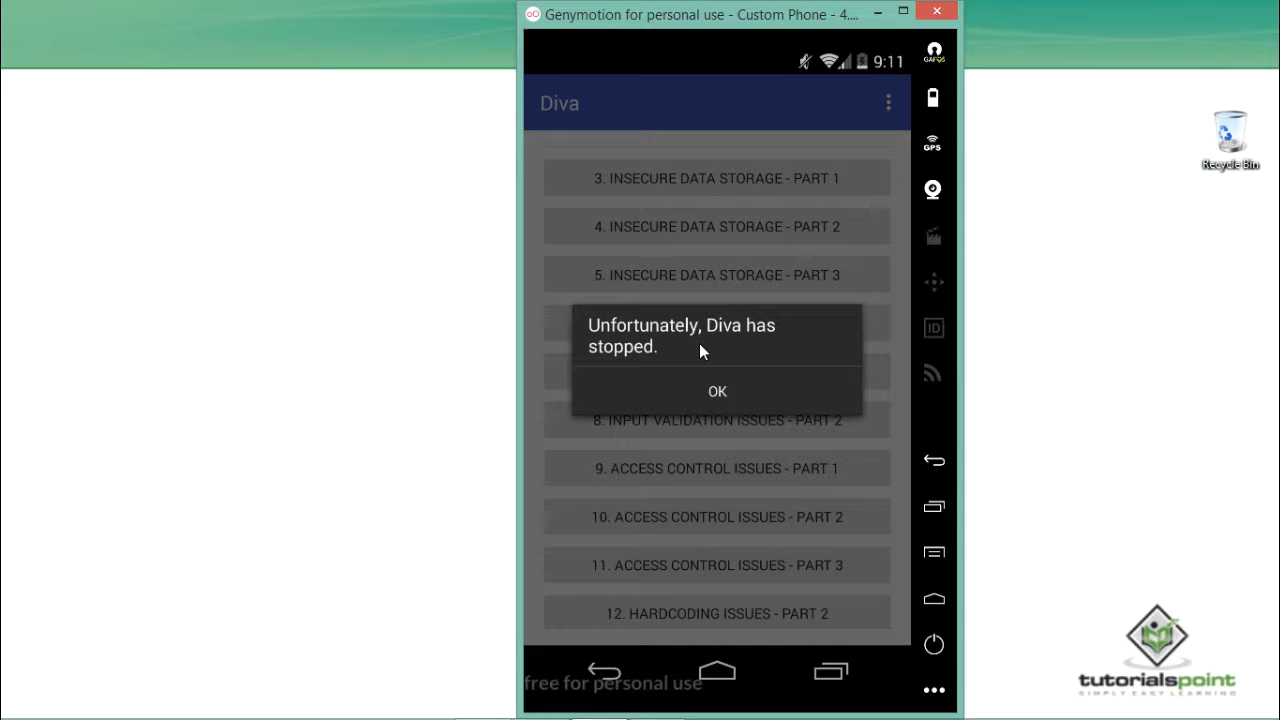 Genymotion for personal use - Custom Phone - 4....
9:11
GAPPS
Diva
GPS
3. INSECURE DATA STORAGE - PART 1
4. INSECURE DATA STORAGE - PART 2
5. INSECURE DATA STORAGE - PART 3
Unfortunately, Diva has
stopped.
OK
8. INPUT VALIDATION ISSUES - PART 2
9. ACCESS CONTROL ISSUES - PART 1
10. ACCESS CONTROL ISSUES - PART 2
11. ACCESS CONTROL ISSUES - PART 3
12. HARDCODING ISSUES - PART 2
ID
free for personal use
Recycle Bin
tutorialspoint
SIMPLY EASY LEARNING